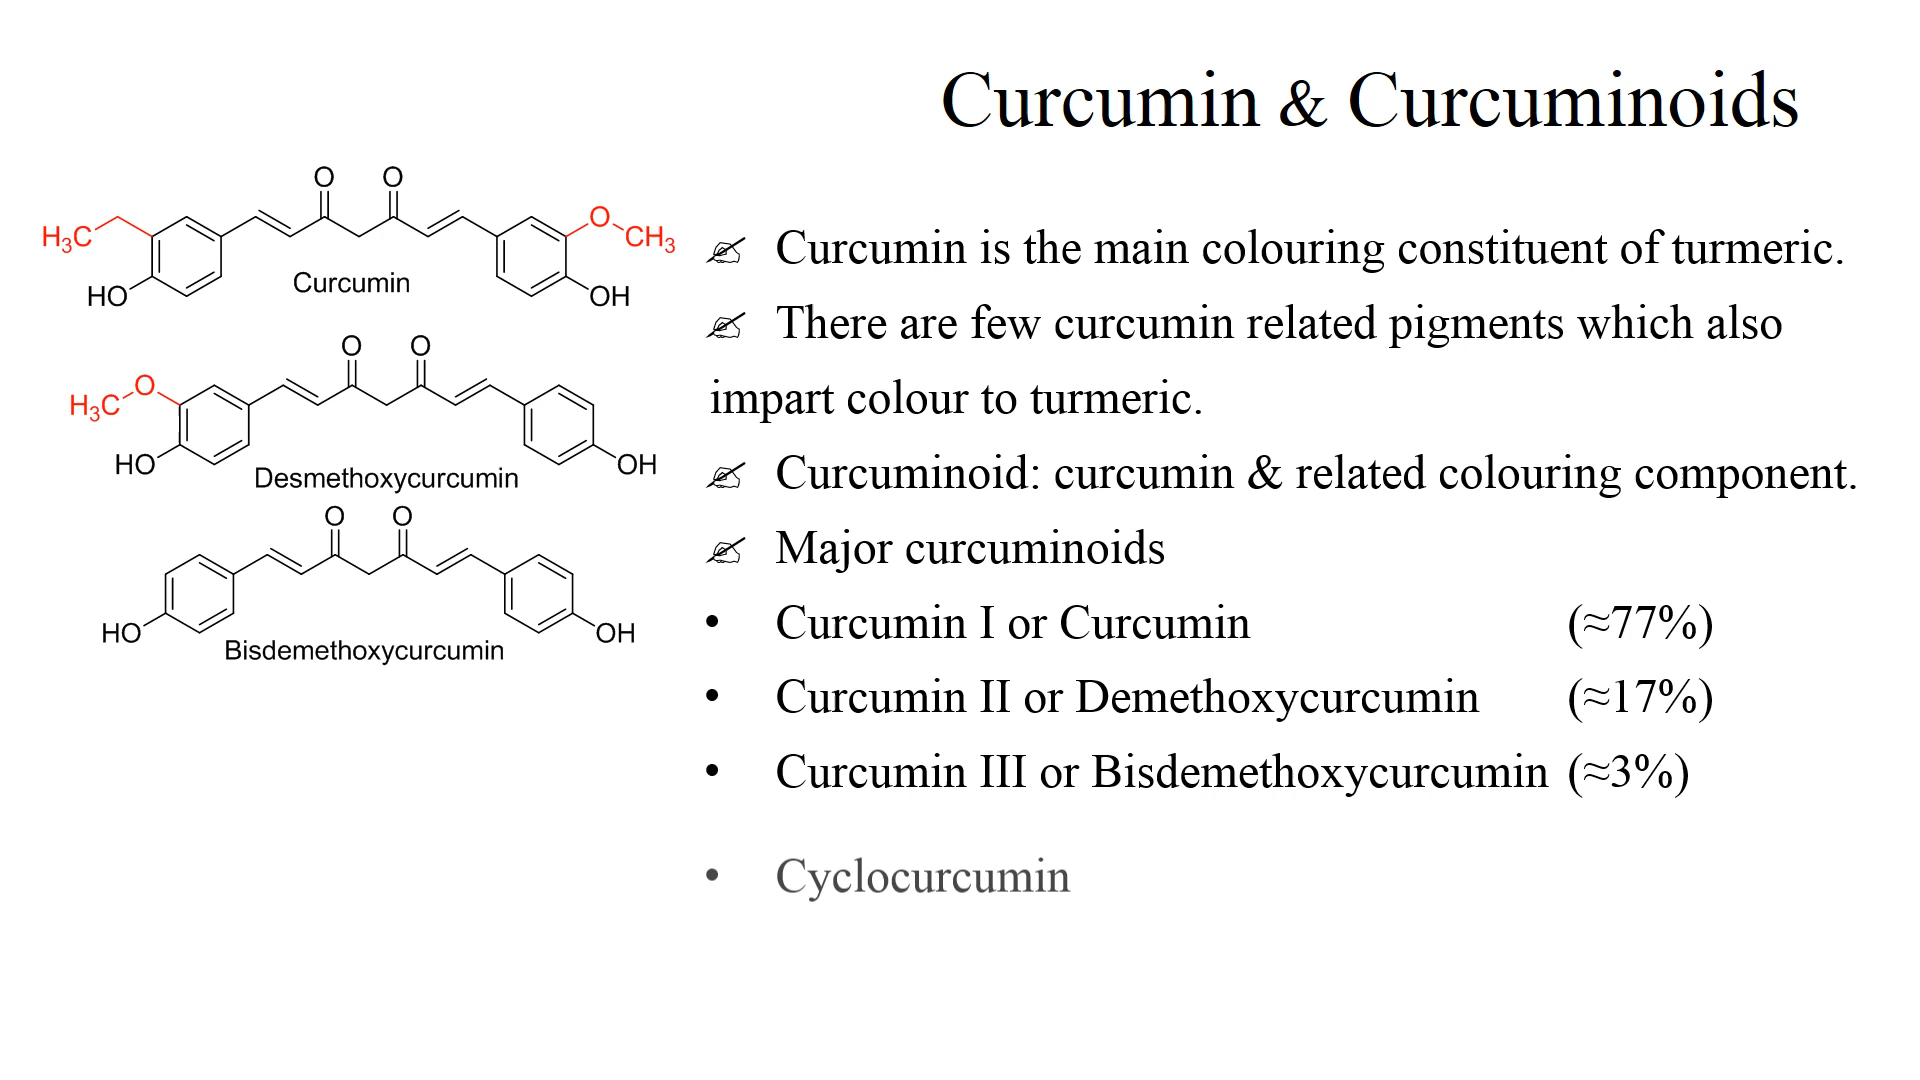 Curcumin & Curcuminoids
O O
H3C O CH3
HO Curcumin OH
O O
H3C O
HO Desmethoxycurcumin OH
O O
HO Bisdemethoxycurcumin OH
Curcumin is the main colouring constituent of turmeric.
There are few curcumin related pigments which also
impart colour to turmeric.
Curcuminoid: curcumin & related colouring component.
Major curcuminoids
• Curcumin I or Curcumin (≈77%)
• Curcumin II or Demethoxycurcumin (≈17%)
• Curcumin III or Bisdemethoxycurcumin (≈3%)
• Cyclocurcumin